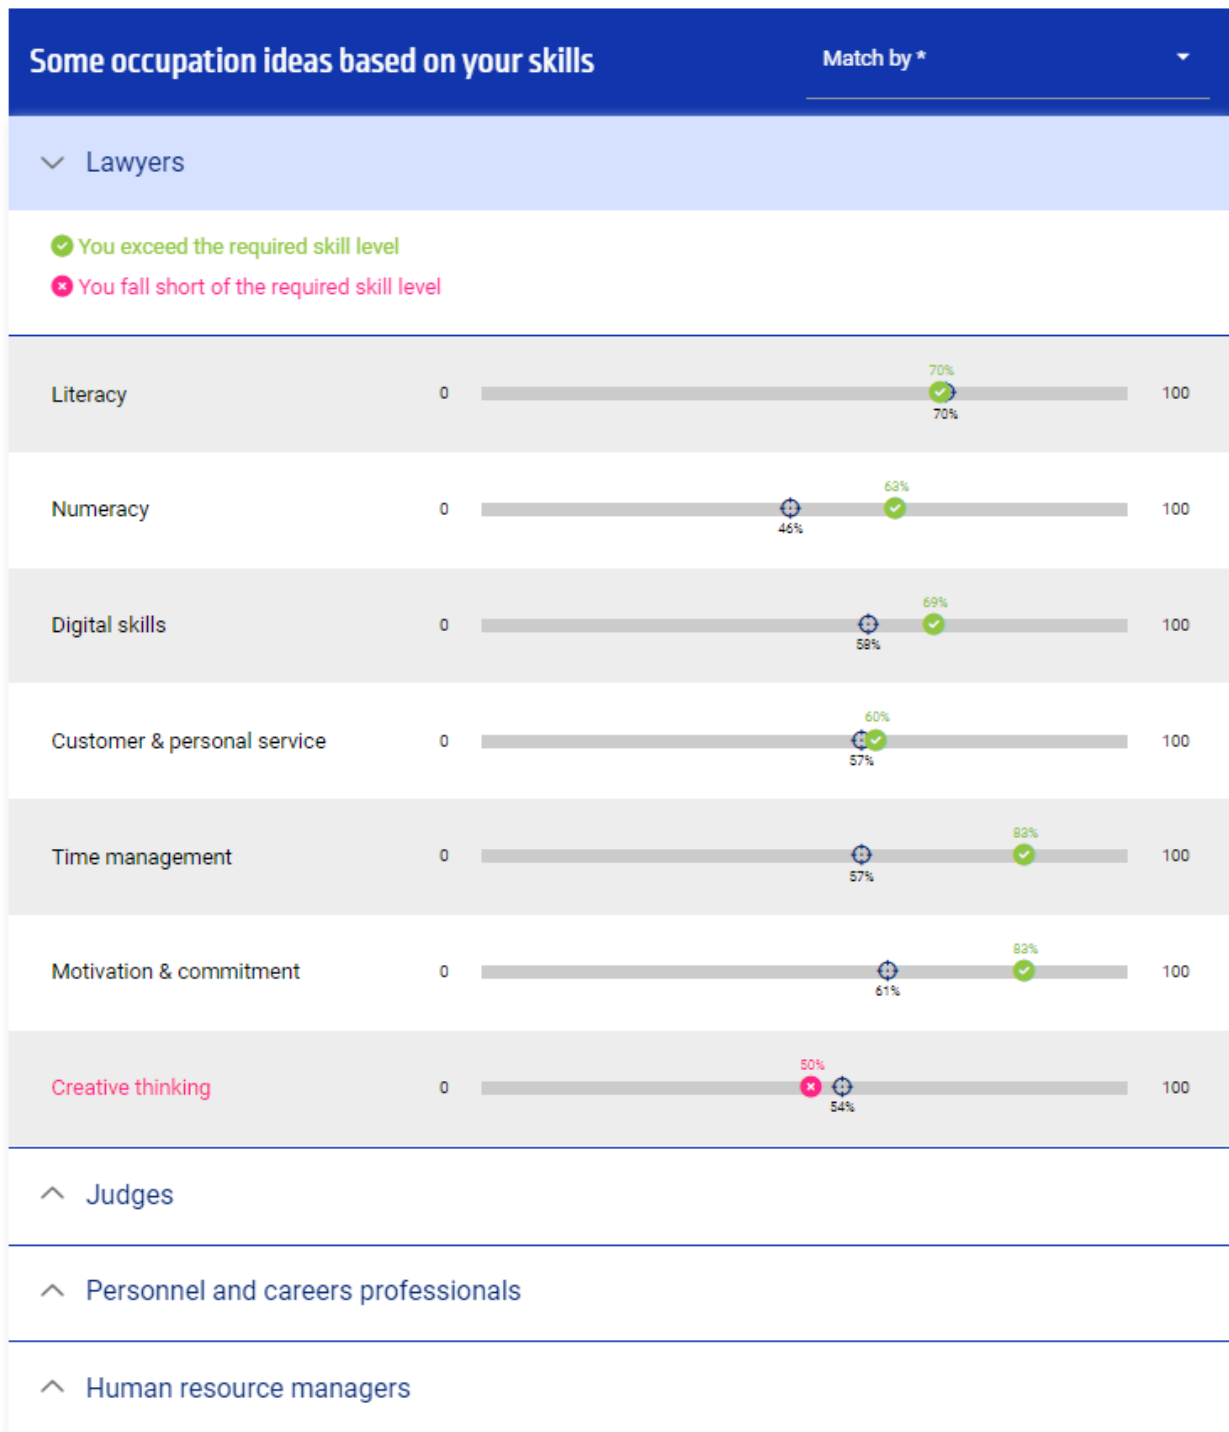 Some occupation ideas based on your skills
Match by *
Lawyers
You exceed the required skill level
You fall short of the required skill level
70%
Literacy 0 100
70%
63%
Numeracy 0 100
46%
69%
Digital skills 0 100
58%
60%
Customer & personal service 0 100
57%
83%
Time management 0 100
57%
83%
Motivation & commitment 0 100
61%
50%
Creative thinking 0 100
54%
Judges
Personnel and careers professionals
Human resource managers